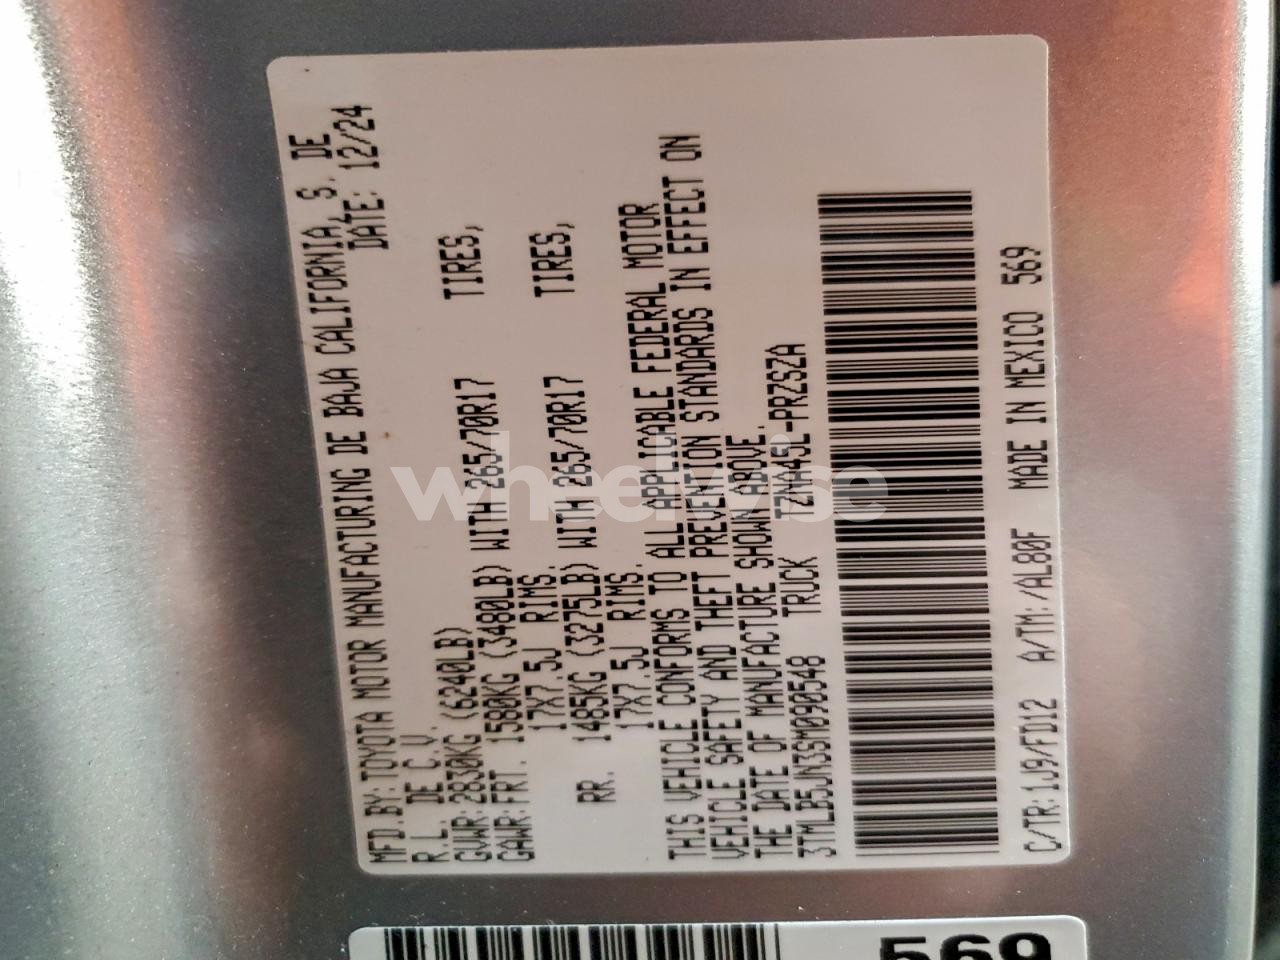 MFD.BY:TOYOTA MOTOR MANUFACTURING DE BAJA CALIFORNIA, S. DE
R.L. DE C.V. DATE: 12/24
GVWR:2830KG (6240LB)
GAWR:FRT. 1580KG (3480LB) WITH 265/70R17 TIRES,
17X7.5J RIMS.
RR. 1485KG (3275LB) WITH 265/70R17 TIRES,
17X7.5J RIMS.
THIS VEHICLE CONFORMS TO ALL APPLICABLE FEDERAL MOTOR
VEHICLE SAFETY AND THEFT PREVENTION STANDARDS IN EFFECT ON
THE DATE OF MANUFACTURE SHOWN ABOVE.
3TMLB5JN3SM090548 TRUCK TZNA45L-PRZSZA
C/TR:1J9/FD12 A/TM:/AL80F MADE IN MEXICO 569
569
wheelwise